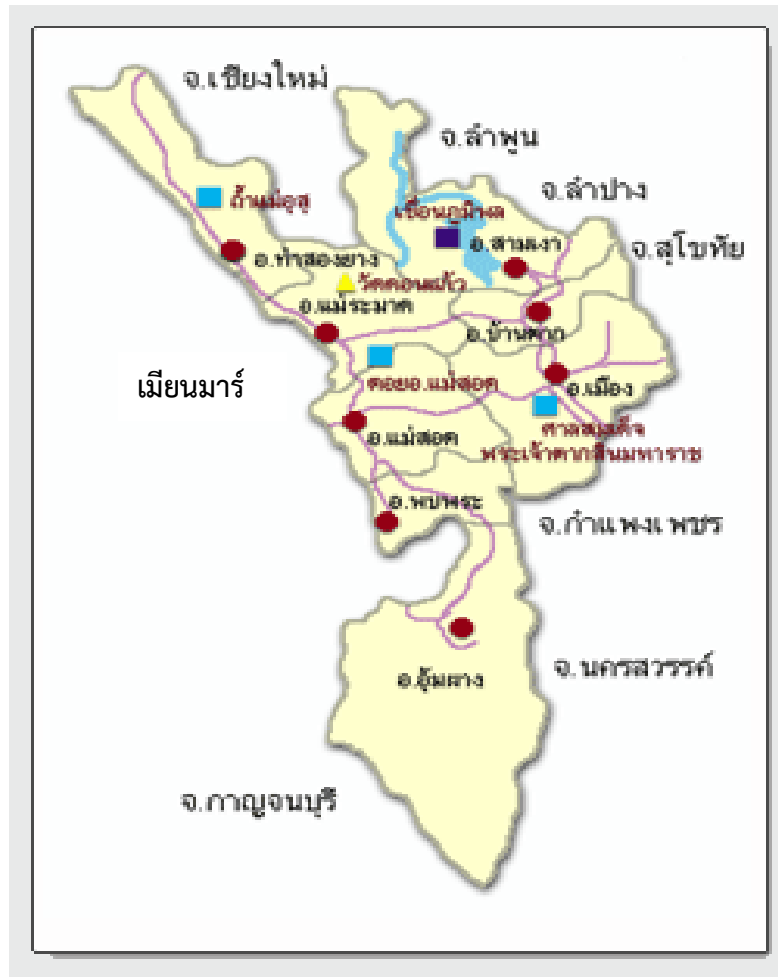 จ.เชียงใหม่
จ.ลำพูน
จ.ลำปาง
ถ้ำแม่อุสุ
เขื่อนภูมิพล
จ.สุโขทัย
อ.สามเงา
อ.ท่าสองยาง
วัดดอนแก้ว
อ.แม่ระมาด
อ.บ้านตาก
เมียนมาร์
ดอยอ.แม่สอด
อ.เมือง
ศาลสมเด็จ
พระเจ้าตากสินมหาราช
อ.แม่สอด
อ.พบพระ
จ.กำแพงเพชร
จ.นครสวรรค์
อ.อุ้มผาง
จ.กาญจนบุรี